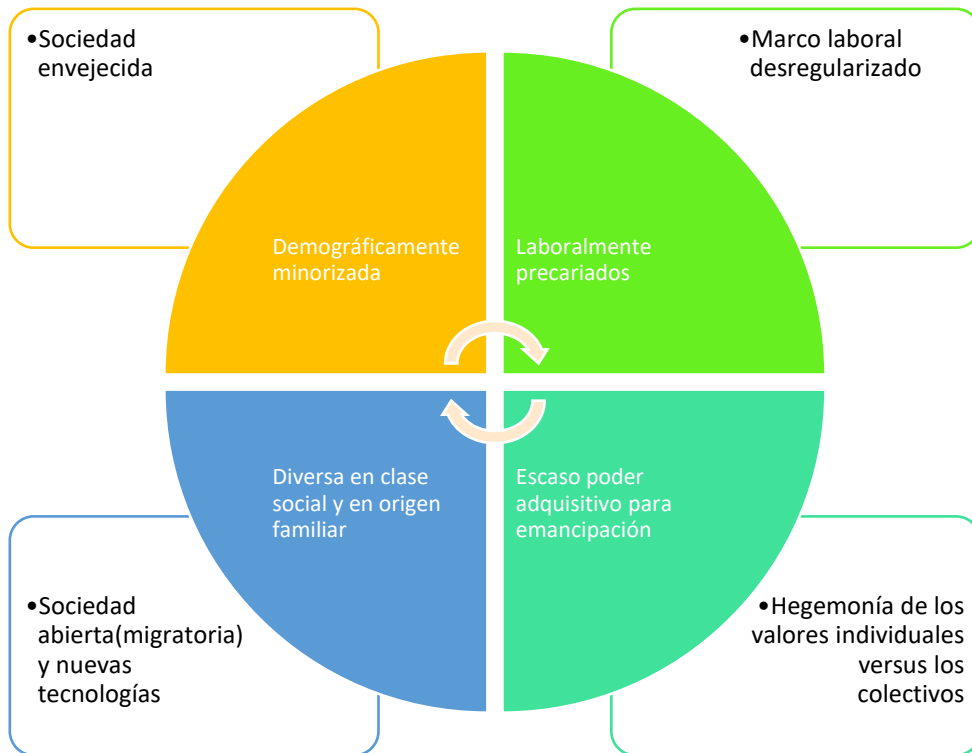 •Sociedad
envejecida
•Marco laboral
desregularizado
Demográficamente
minorizada
Laboralmente
precariados
Diversa en clase
social y en origen
familiar
Escaso poder
adquisitivo para
emancipación
•Sociedad
abierta(migratoria)
y nuevas
tecnologías
•Hegemonía de los
valores individuales
versus los
colectivos